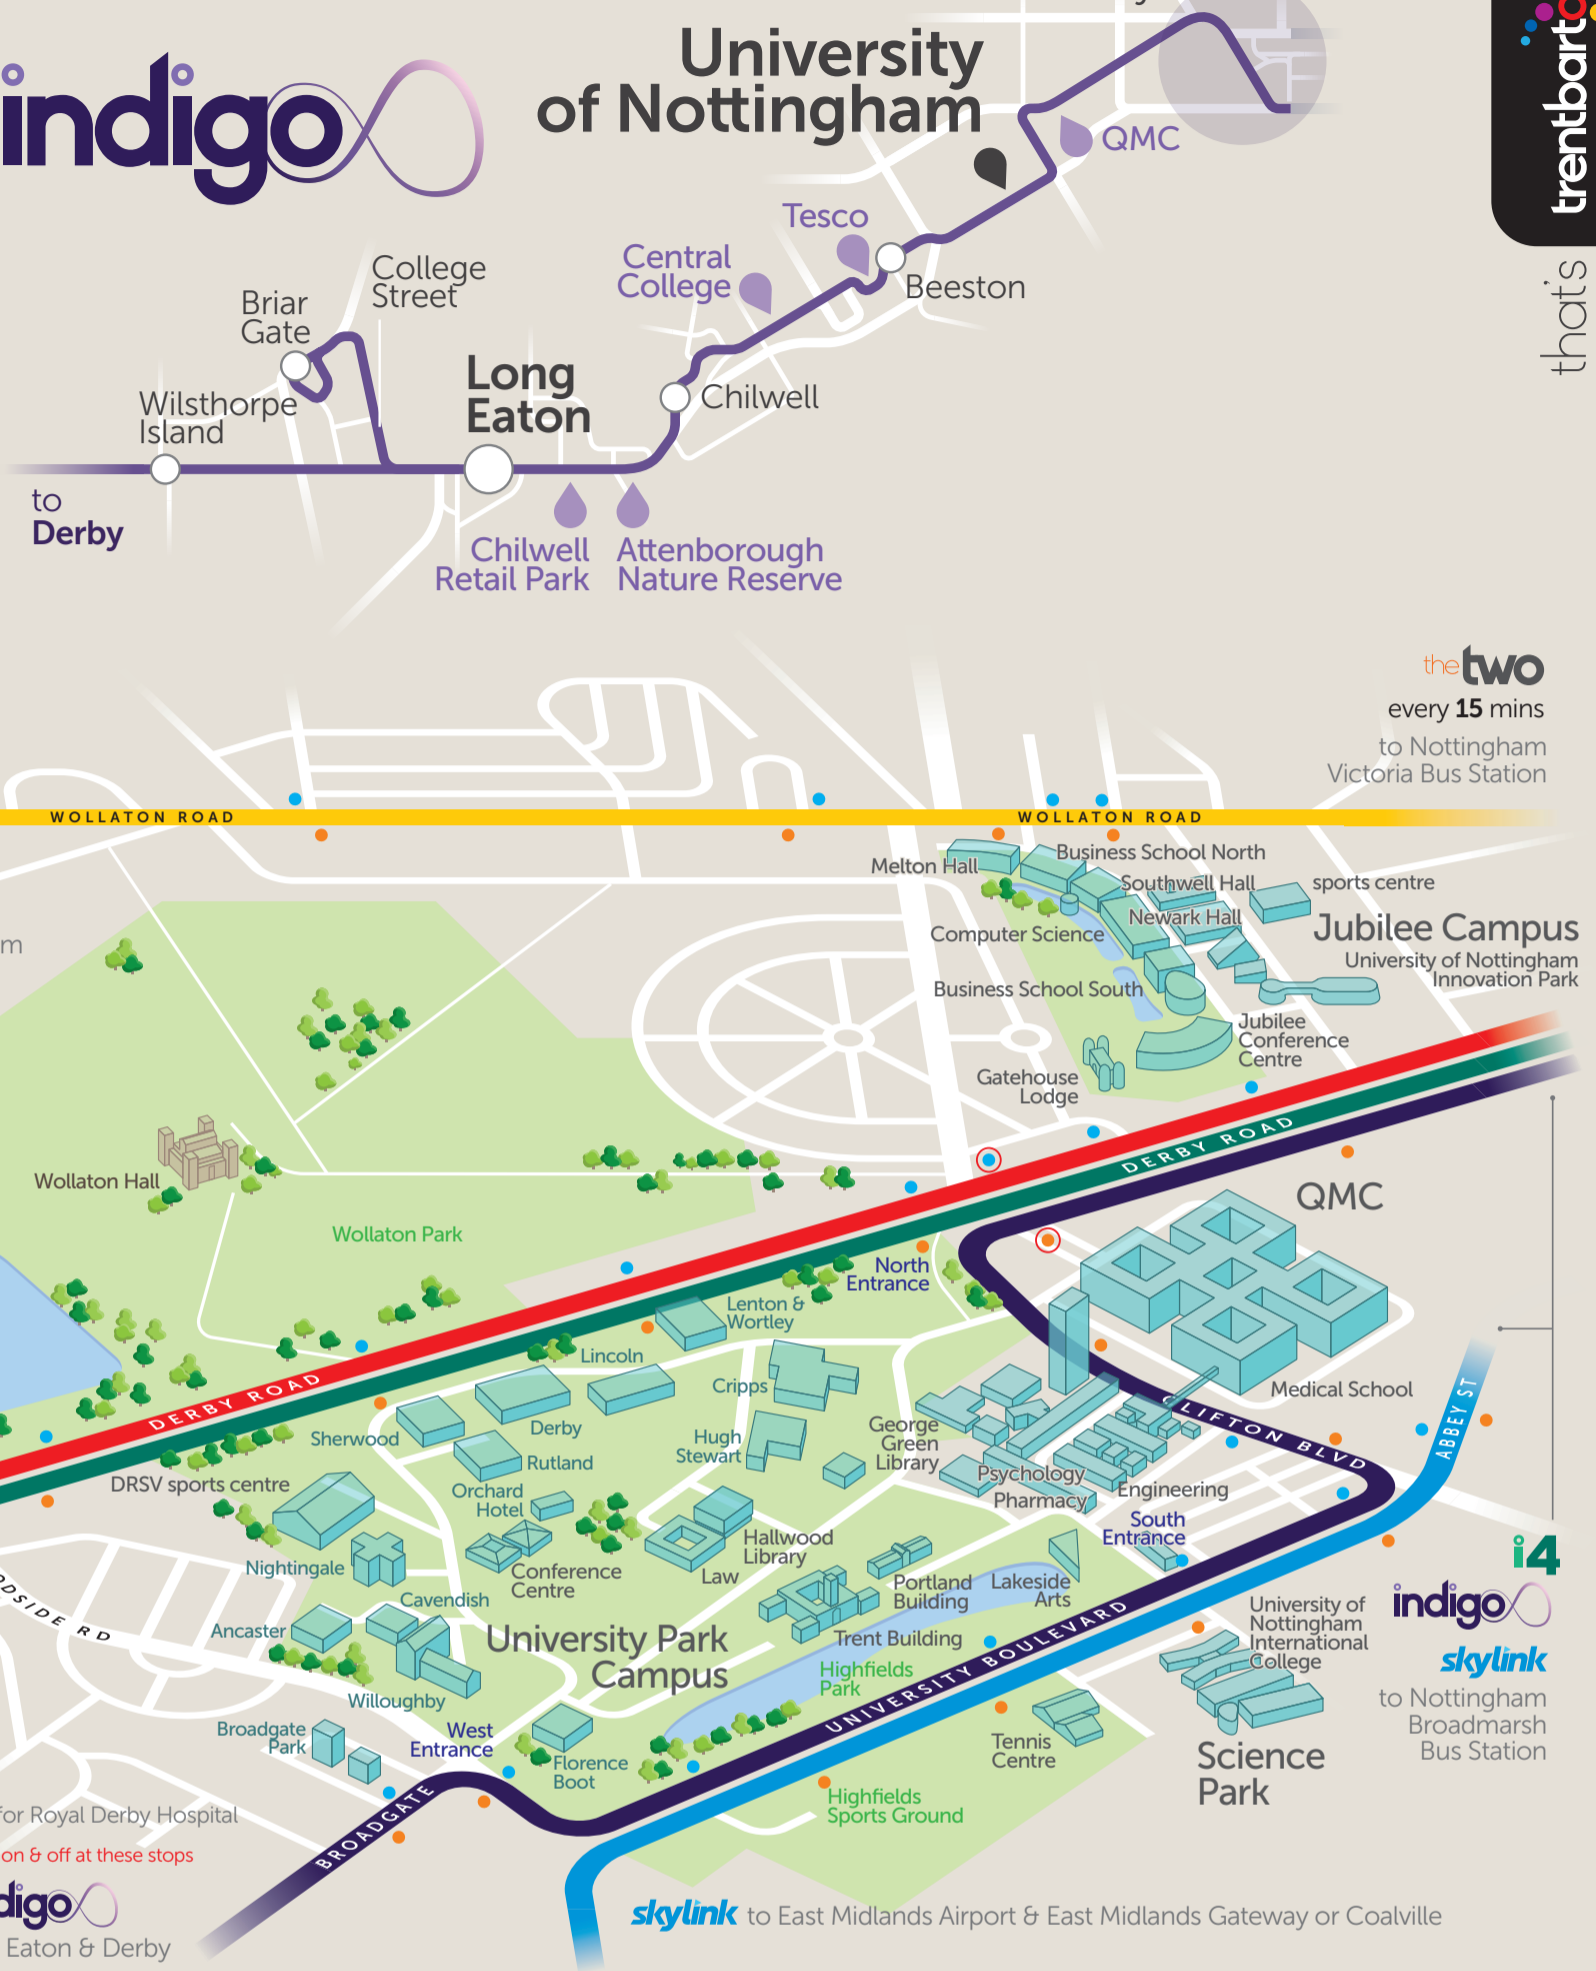 indigo
University
of Nottingham
trentbarto
that's
QMC
Tesco
Central
College
Beeston
College
Street
Briar
Gate
Long
Eaton
Chilwell
Wilsthorpe
Island
to
Derby
Chilwell
Retail Park
Attenborough
Nature Reserve
the two
every 15 mins
to Nottingham
Victoria Bus Station
WOLLATON ROAD
WOLLATON ROAD
Melton Hall
Business School North
Southwell Hall
sports centre
Newark Hall
Jubilee Campus
University of Nottingham
Innovation Park
Computer Science
Business School South
Jubilee
Conference
Centre
Gatehouse
Lodge
m
DERBY ROAD
QMC
Wollaton Hall
Wollaton Park
North
Entrance
Lenton &
Wortley
Lincoln
Cripps
Medical School
DERBY ROAD
Sherwood
Derby
Rutland
Hugh
Stewart
George
Green
Library
CLIFTON BLVD
ABBEY ST
DRSV sports centre
Orchard
Hotel
Psychology
Pharmacy
Engineering
South
Entrance
Hallwood
Library
Law
Conference
Centre
Nightingale
Cavendish
Portland
Building
Lakeside
Arts
i4
indigo
skylink
to Nottingham
Broadmarsh
Bus Station
University of
Nottingham
International
College
Ancaster
University Park
Campus
Trent Building
Highfields
Park
UNIVERSITY BOULEVARD
DSIDE RD
Willoughby
Broadgate
Park
West
Entrance
Florence
Boot
Tennis
Centre
Science
Park
Highfields
Sports Ground
BROADGATE
for Royal Derby Hospital
on & off at these stops
digo
Eaton & Derby
skylink to East Midlands Airport & East Midlands Gateway or Coalville